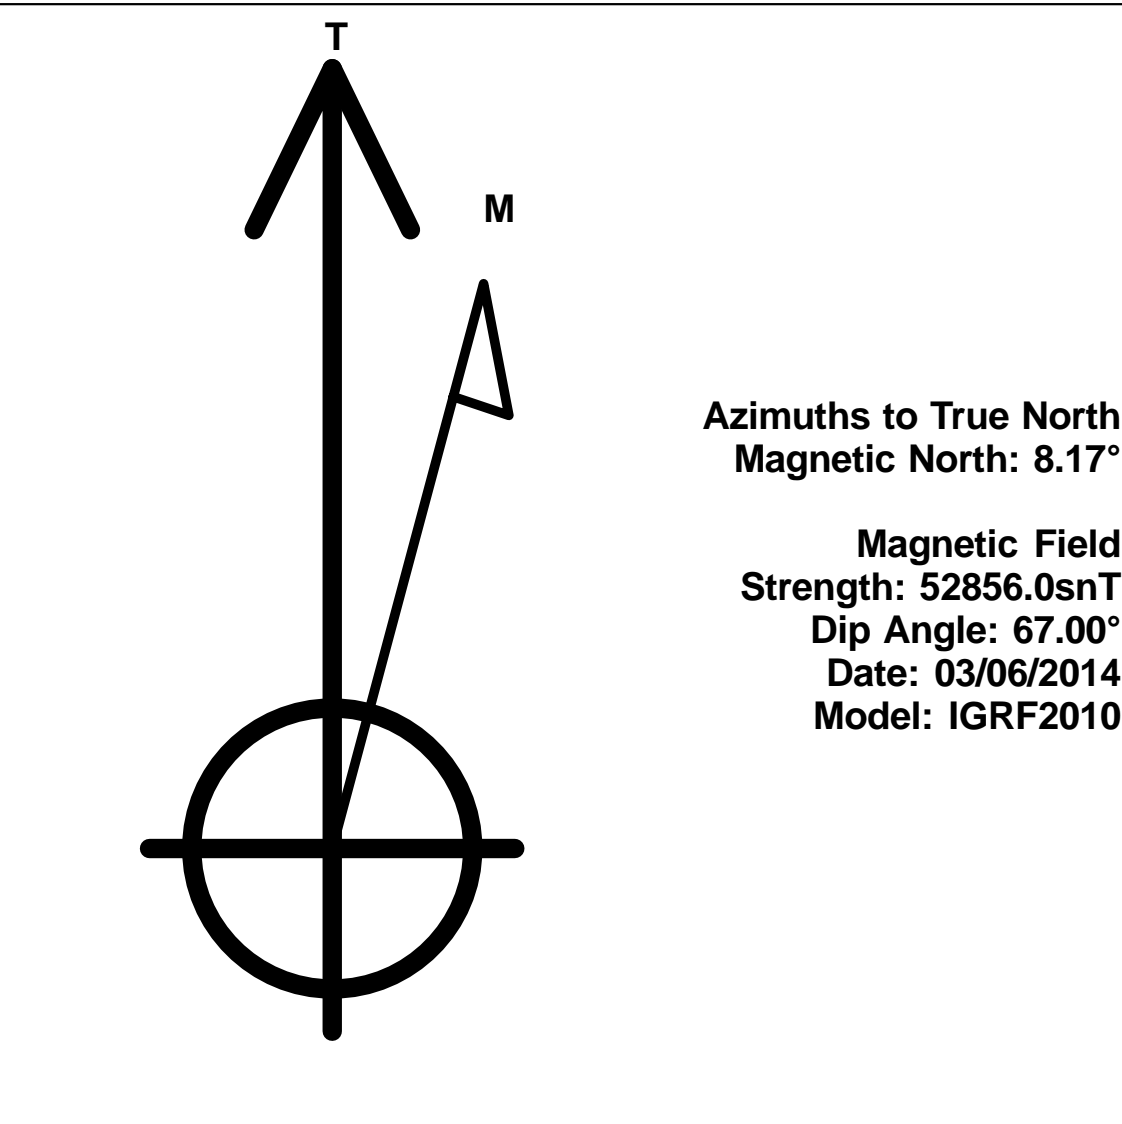 T
M
Azimuths to True North
Magnetic North: 8.17°
Magnetic Field
Strength: 52856.0snT
Dip Angle: 67.00°
Date: 03/06/2014
Model: IGRF2010